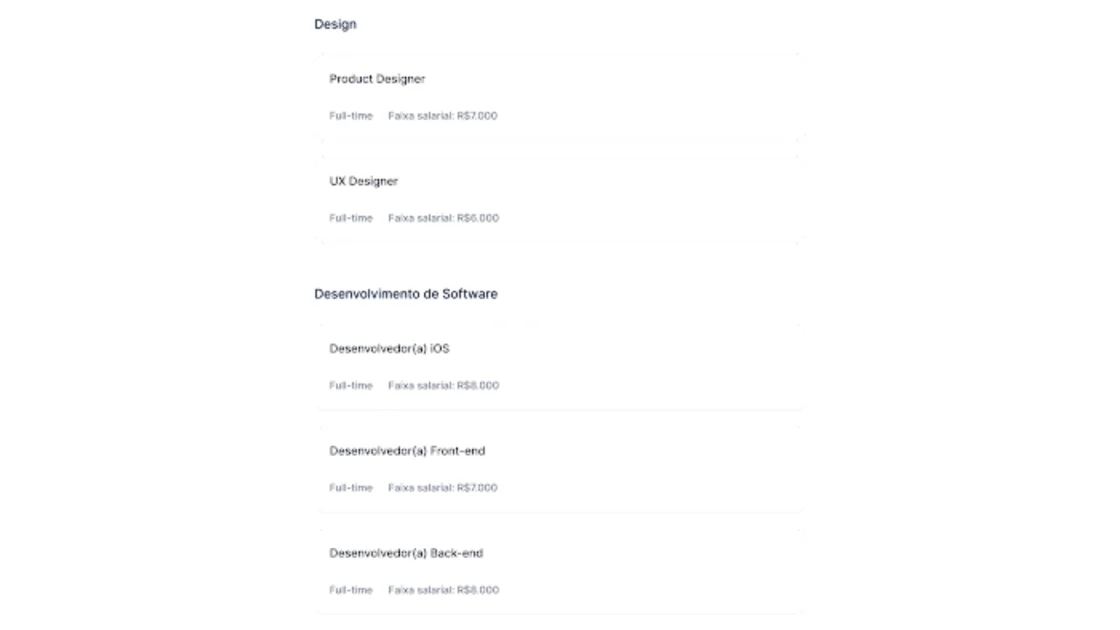 Design
Product Designer
Full-time Faixa salarial: R$7.000
UX Designer
Full-time Faixa salarial: R$6.000
Desenvolvimento de Software
Desenvolvedor(a) iOS
Full-time Faixa salarial: R$8.000
Desenvolvedor(a) Front-end
Full-time Faixa salarial: R$7.000
Desenvolvedor(a) Back-end
Full-time Faixa salarial: R$8.000